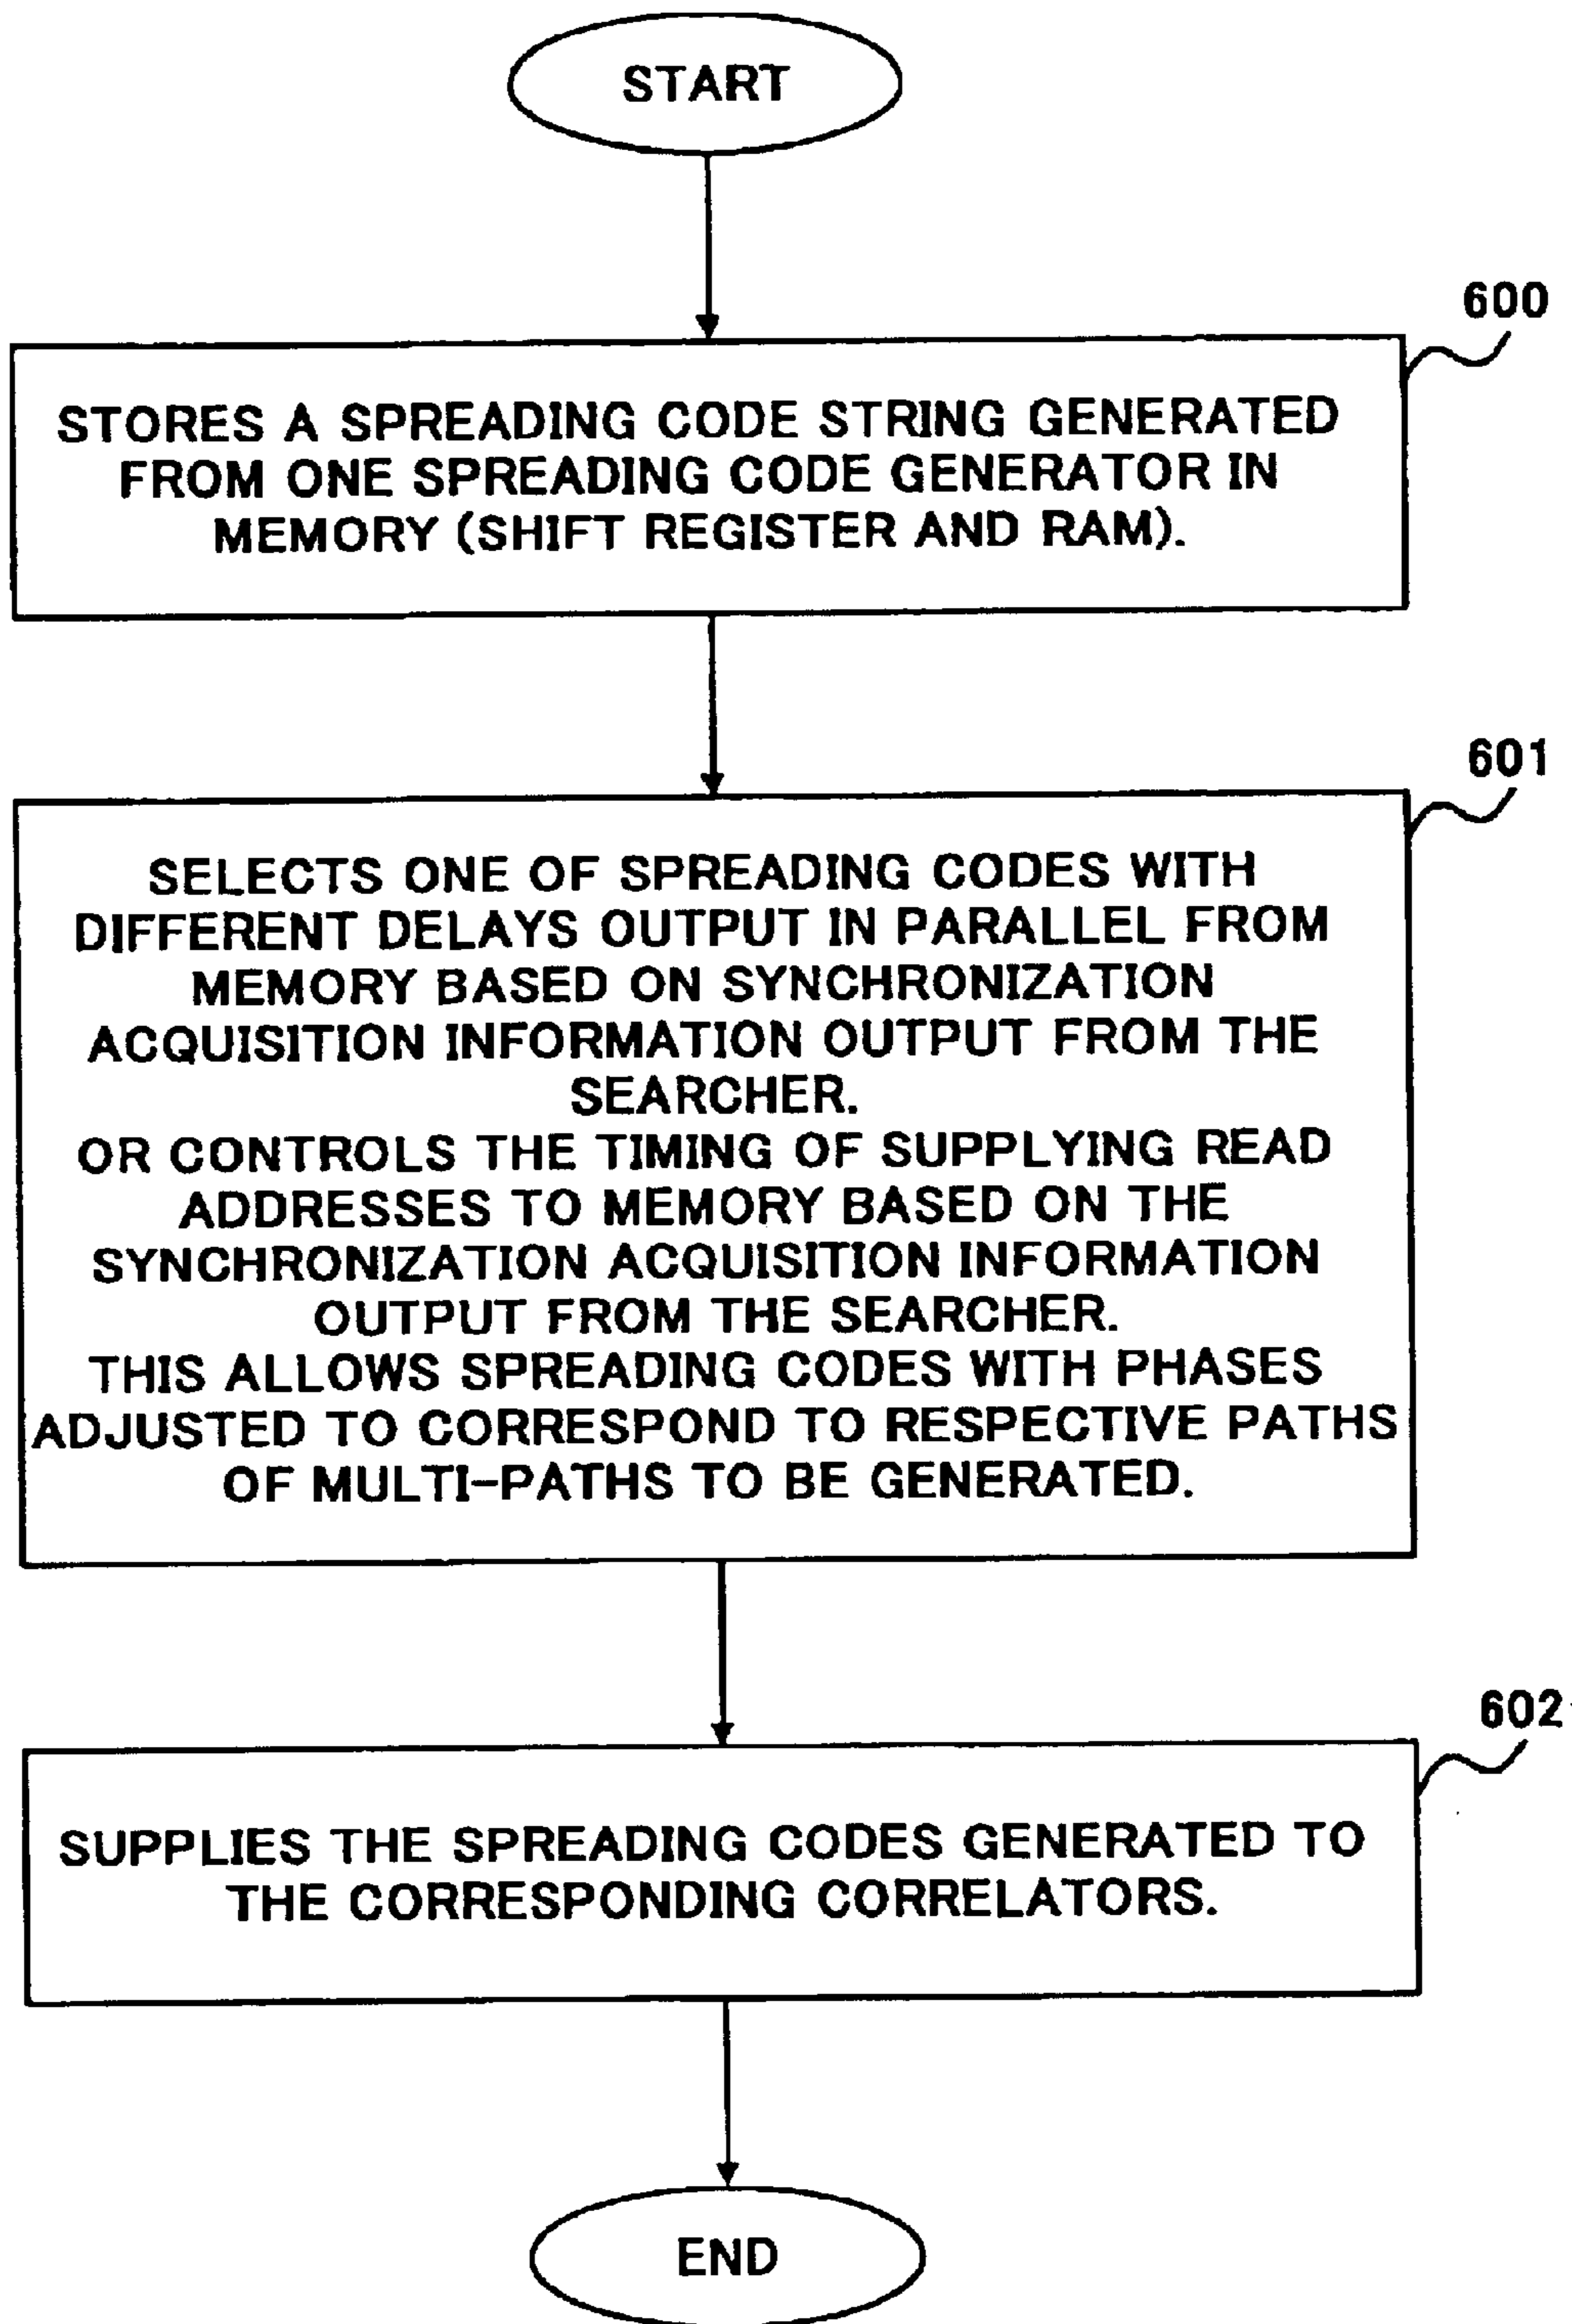 START
600
STORES A SPREADING CODE STRING GENERATED
FROM ONE SPREADING CODE GENERATOR IN
MEMORY (SHIFT REGISTER AND RAM).
601
SELECTS ONE OF SPREADING CODES WITH
DIFFERENT DELAYS OUTPUT IN PARALLEL FROM
MEMORY BASED ON SYNCHRONIZATION
ACQUISITION INFORMATION OUTPUT FROM THE
SEARCHER.
OR CONTROLS THE TIMING OF SUPPLYING READ
ADDRESSES TO MEMORY BASED ON THE
SYNCHRONIZATION ACQUISITION INFORMATION
OUTPUT FROM THE SEARCHER.
THIS ALLOWS SPREADING CODES WITH PHASES
ADJUSTED TO CORRESPOND TO RESPECTIVE PATHS
OF MULTI-PATHS TO BE GENERATED.
602
SUPPLIES THE SPREADING CODES GENERATED TO
THE CORRESPONDING CORRELATORS.
END